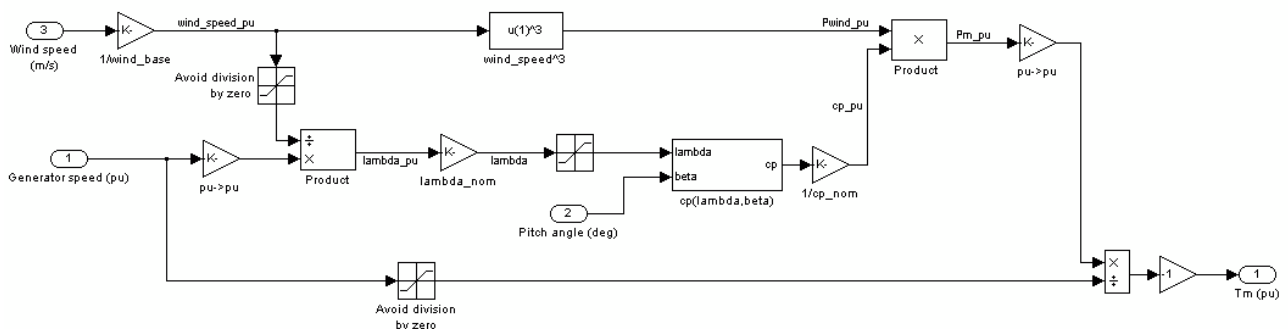 3
Wind speed
(m/s)
K-
1/wind_base
wind_speed_pu
u(1)^3
wind_speed^3
Pwind_pu
×
Product
Pm_pu
K-
pu->pu
Avoid division
by zero
cp_pu
1
Generator speed (pu)
K-
pu->pu
÷
×
Product
lambda_pu
K-
lambda_nom
lambda
lambda
beta
cp
cp(lambda,beta)
K-
1/cp_nom
2
Pitch angle (deg)
Avoid division
by zero
×
÷
-1
1
Tm (pu)